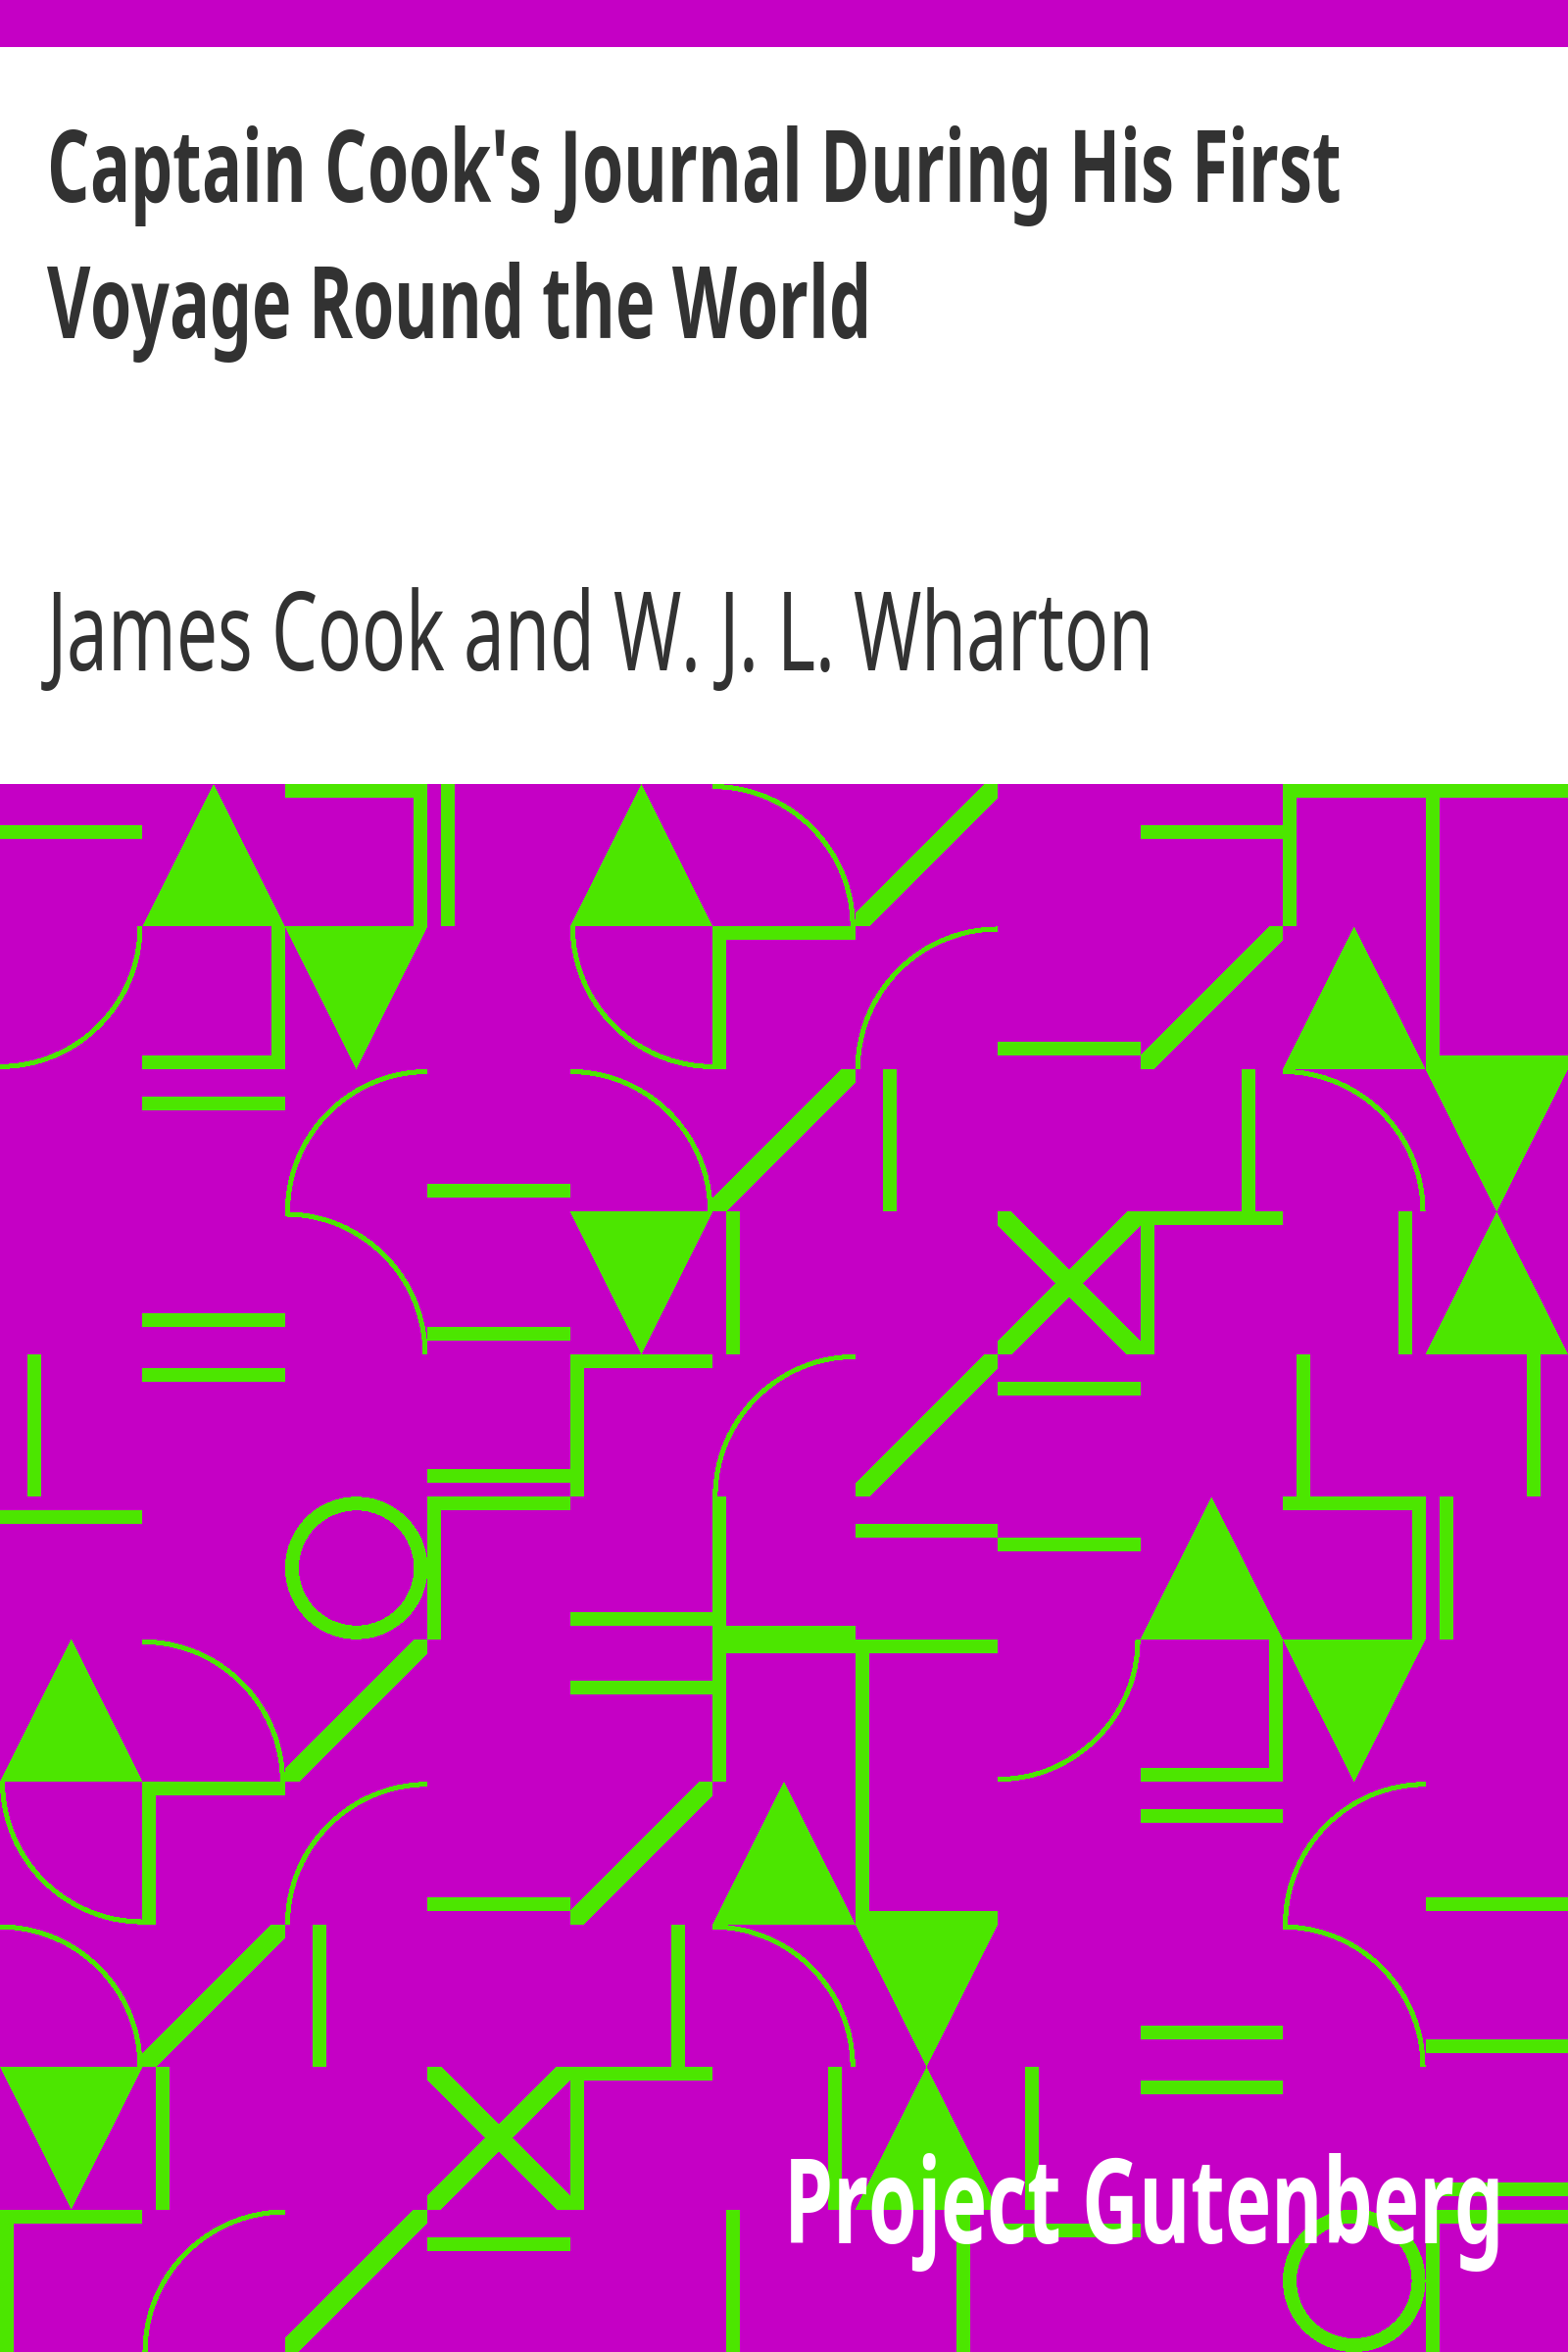 Captain Cook's Journal During His First
Voyage Round the World
James Cook and W. J. L. Wharton
Project Gutenberg